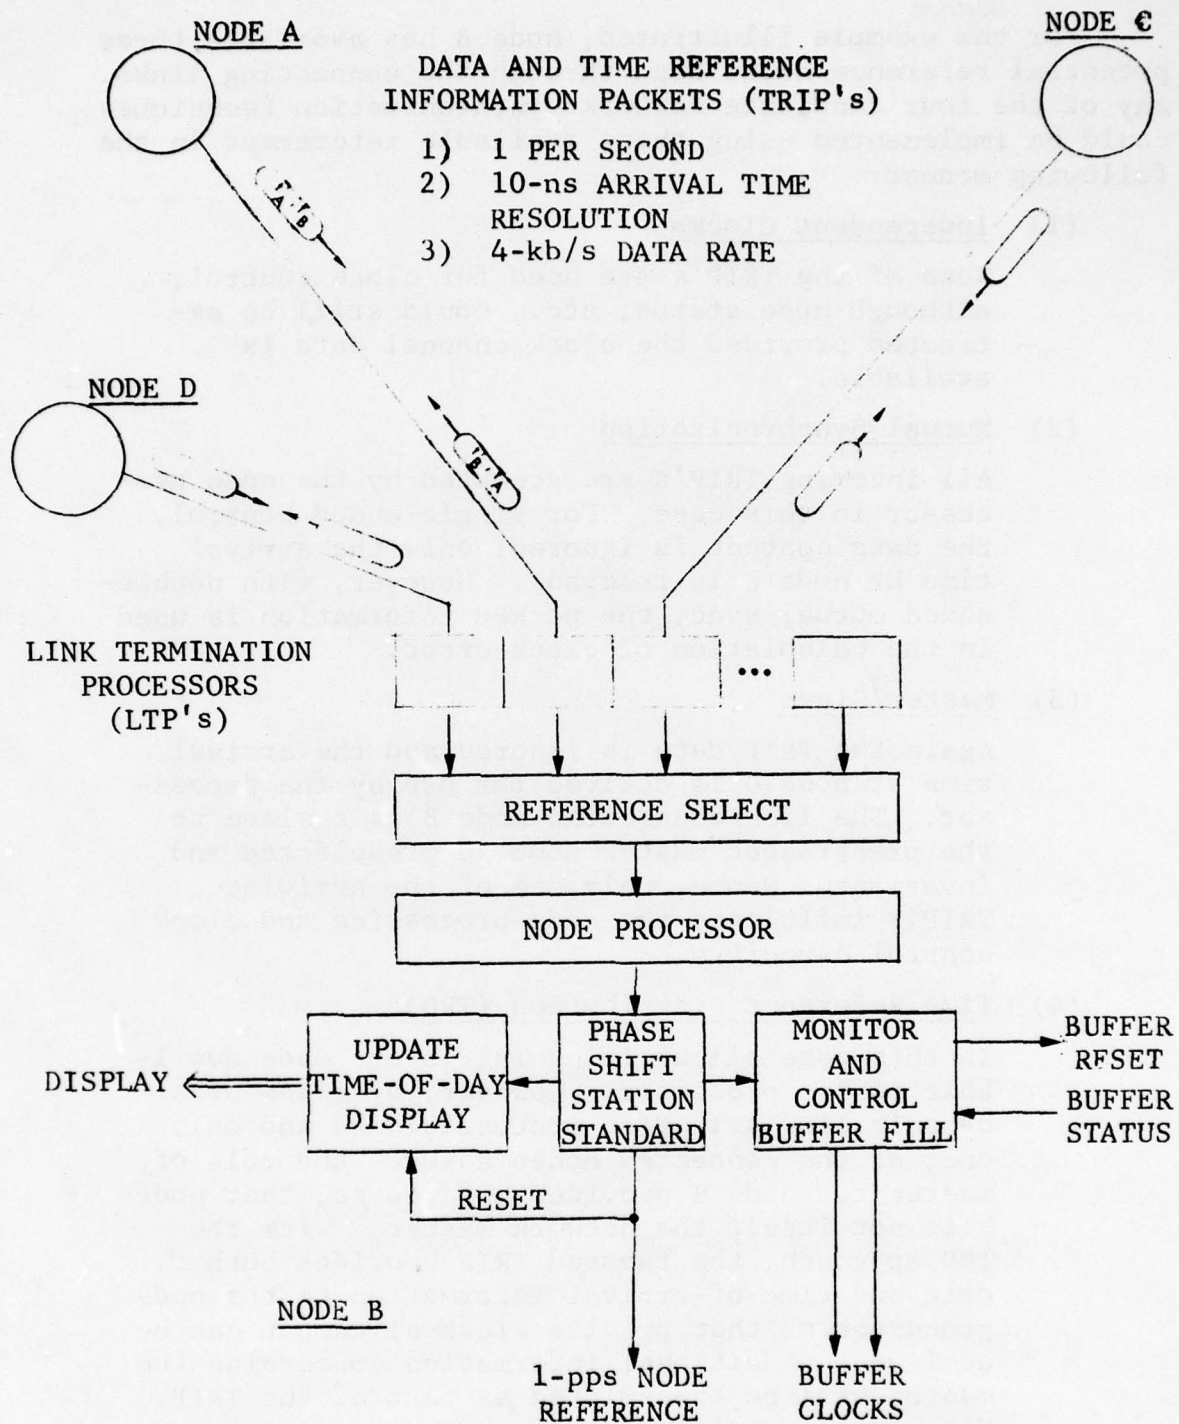 NODE A
NODE C
DATA AND TIME REFERENCE
INFORMATION PACKETS (TRIP's)
1) 1 PER SECOND
2) 10-ns ARRIVAL TIME
RESOLUTION
3) 4-kb/s DATA RATE
"A'B"
NODE D
"B'A"
LINK TERMINATION
PROCESSORS
(LTP's)
...
REFERENCE SELECT
NODE PROCESSOR
DISPLAY
UPDATE
TIME-OF-DAY
DISPLAY
PHASE
SHIFT
STATION
STANDARD
MONITOR
AND
CONTROL
BUFFER FILL
BUFFER
RESET
BUFFER
STATUS
RESET
NODE B
1-pps NODE
REFERENCE
BUFFER
CLOCKS